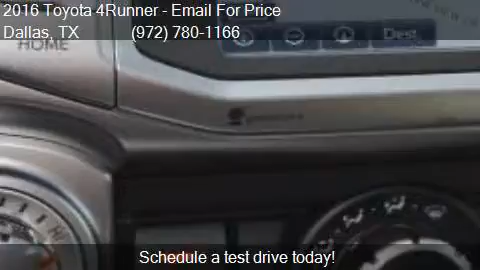 2016 Toyota 4Runner - Email For Price
Dallas, TX (972) 780-1166
HOME
Dest.
Schedule a test drive today!